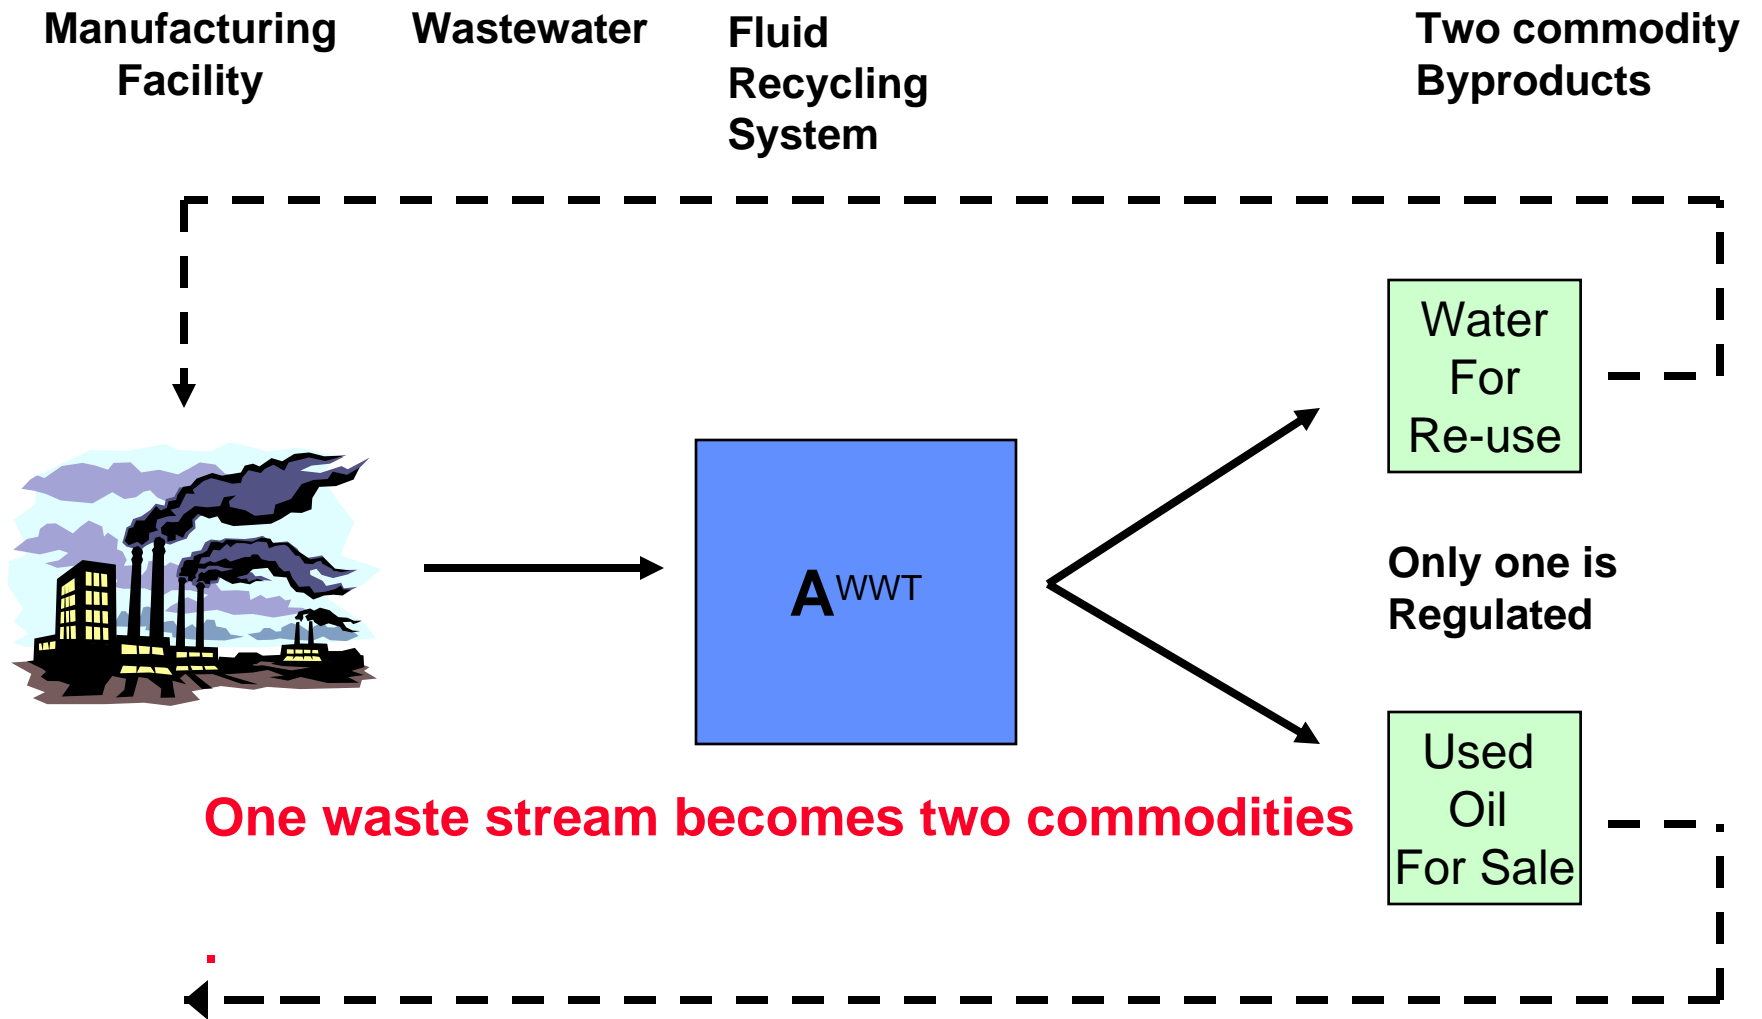 Manufacturing
Facility
Wastewater
Fluid
Recycling
System
Two commodity
Byproducts
Water
For
Re-use
A^WWT
Only one is
Regulated
Used
Oil
For Sale
One waste stream becomes two commodities
.